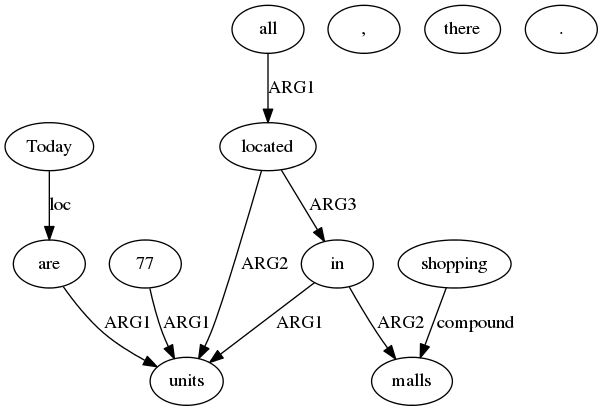 all , there .
ARG1
Today located
loc ARG3
are 77 ARG2 in shopping
ARG1 ARG1 ARG1 ARG2 compound
units malls